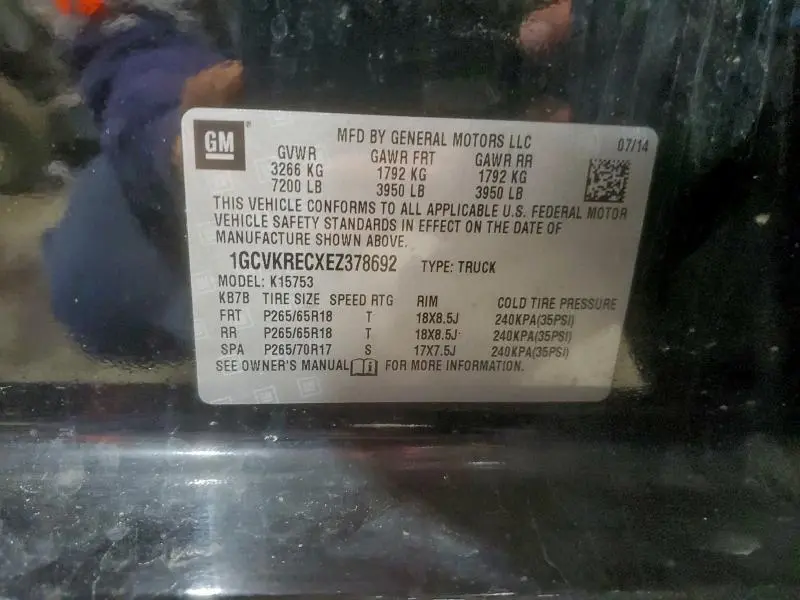 GM
MFD BY GENERAL MOTORS LLC 07/14
GVWR GAWR FRT GAWR RR
3266 KG 1792 KG 1792 KG
7200 LB 3950 LB 3950 LB
THIS VEHICLE CONFORMS TO ALL APPLICABLE U.S. FEDERAL MOTOR
VEHICLE SAFETY STANDARDS IN EFFECT ON THE DATE OF
MANUFACTURE SHOWN ABOVE.
1GCVKRECXEZ378692 TYPE: TRUCK
MODEL: K15753
KB7B TIRE SIZE SPEED RTG RIM COLD TIRE PRESSURE
FRT P265/65R18 T 18X8.5J 240KPA(35PSI)
RR P265/65R18 T 18X8.5J 240KPA(35PSI)
SPA P265/70R17 S 17X7.5J 240KPA(35PSI)
SEE OWNER'S MANUAL FOR MORE INFORMATION.